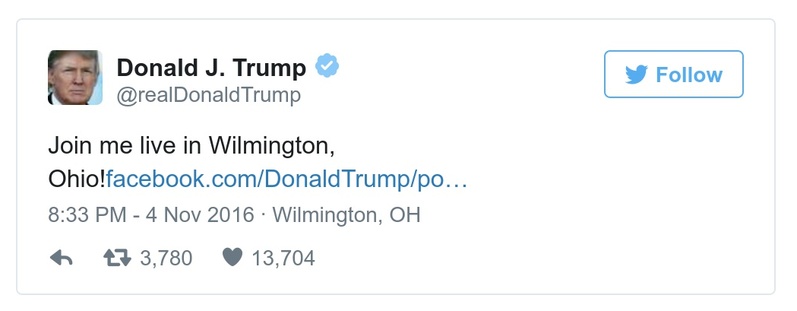 Donald J. Trump
@realDonaldTrump
Follow
Join me live in Wilmington,
Ohio!facebook.com/DonaldTrump/po…
8:33 PM - 4 Nov 2016 · Wilmington, OH
3,780 13,704